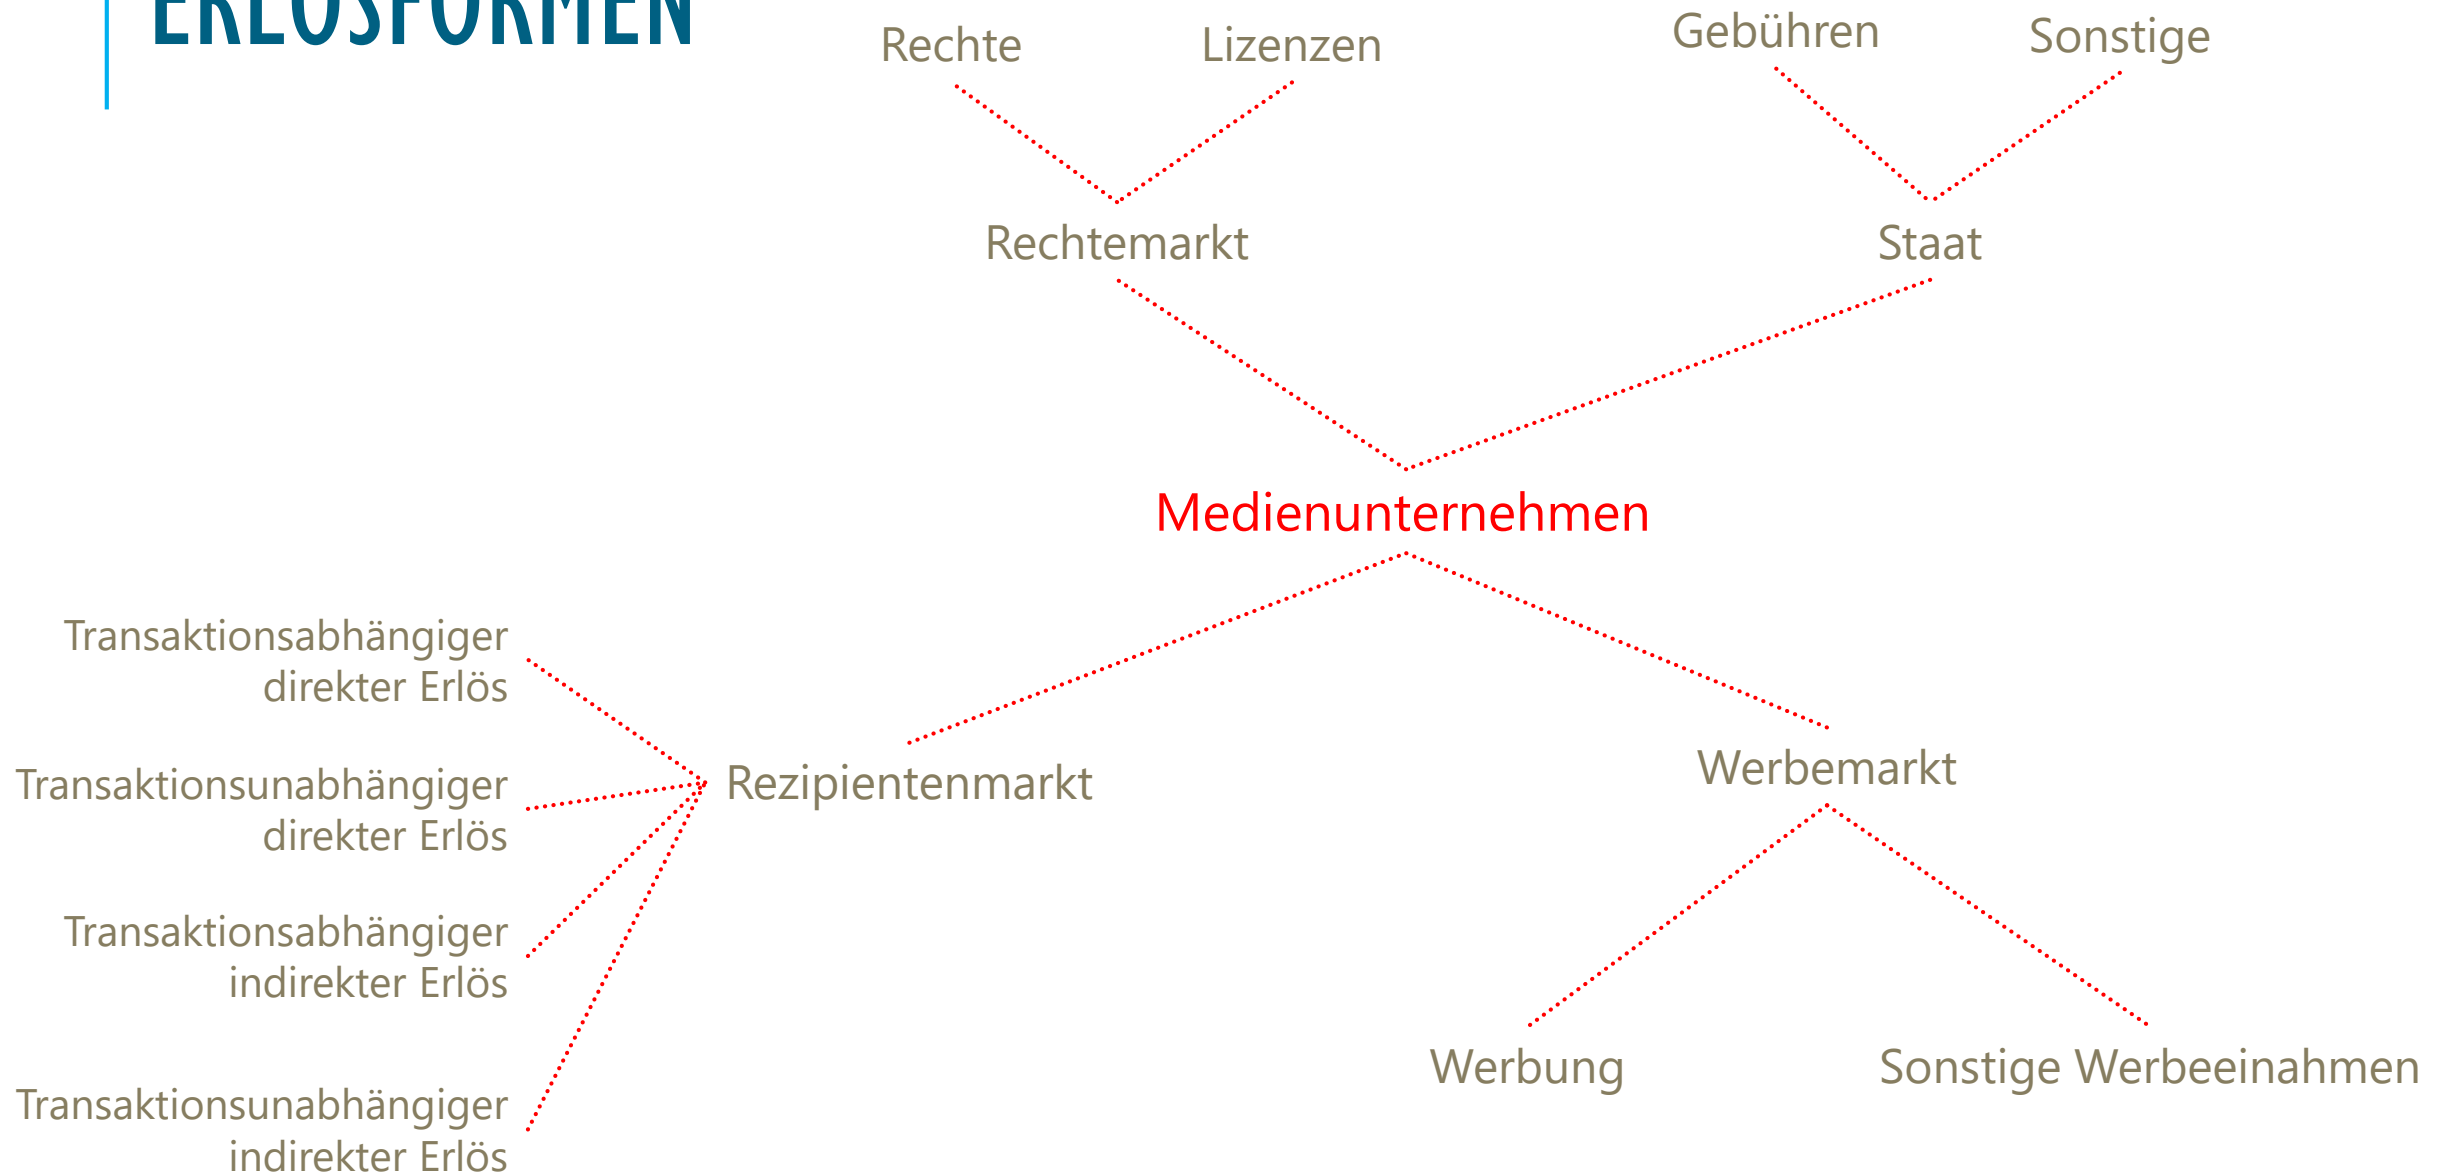 ERLÖSFORMEN
Rechte
Lizenzen
Gebühren
Sonstige
Rechtemarkt
Staat
Medienunternehmen
Transaktionsabhängiger
direkter Erlös
Transaktionsunabhängiger
direkter Erlös
Transaktionsabhängiger
indirekter Erlös
Transaktionsunabhängiger
indirekter Erlös
Rezipientenmarkt
Werbemarkt
Werbung
Sonstige Werbeeinahmen